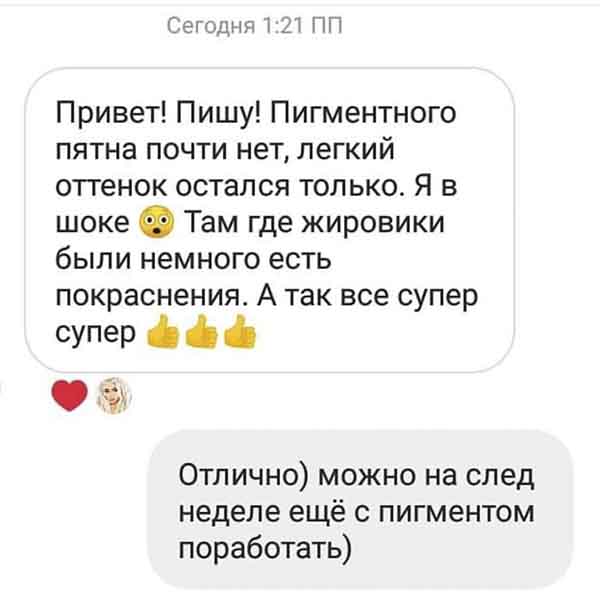 Сегодня 1:21 ПП
Привет! Пишу! Пигментного
пятна почти нет, легкий
оттенок остался только. Я в
шоке 😳 Там где жировики
были немного есть
покраснения. А так все супер
супер 👍👍👍
Отлично) можно на след
неделе ещё с пигментом
поработать)